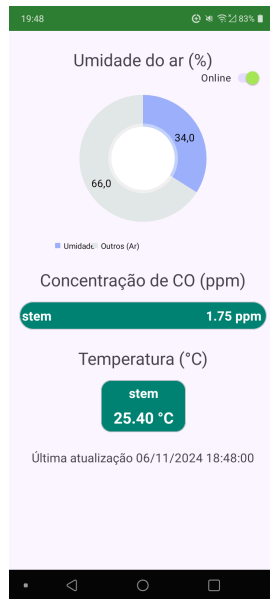 19:48 83%
Umidade do ar (%)
Online
34,0
66,0
Umidade Outros (Ar)
Concentração de CO (ppm)
stem 1.75 ppm
Temperatura (°C)
stem
25.40 °C
Última atualização 06/11/2024 18:48:00